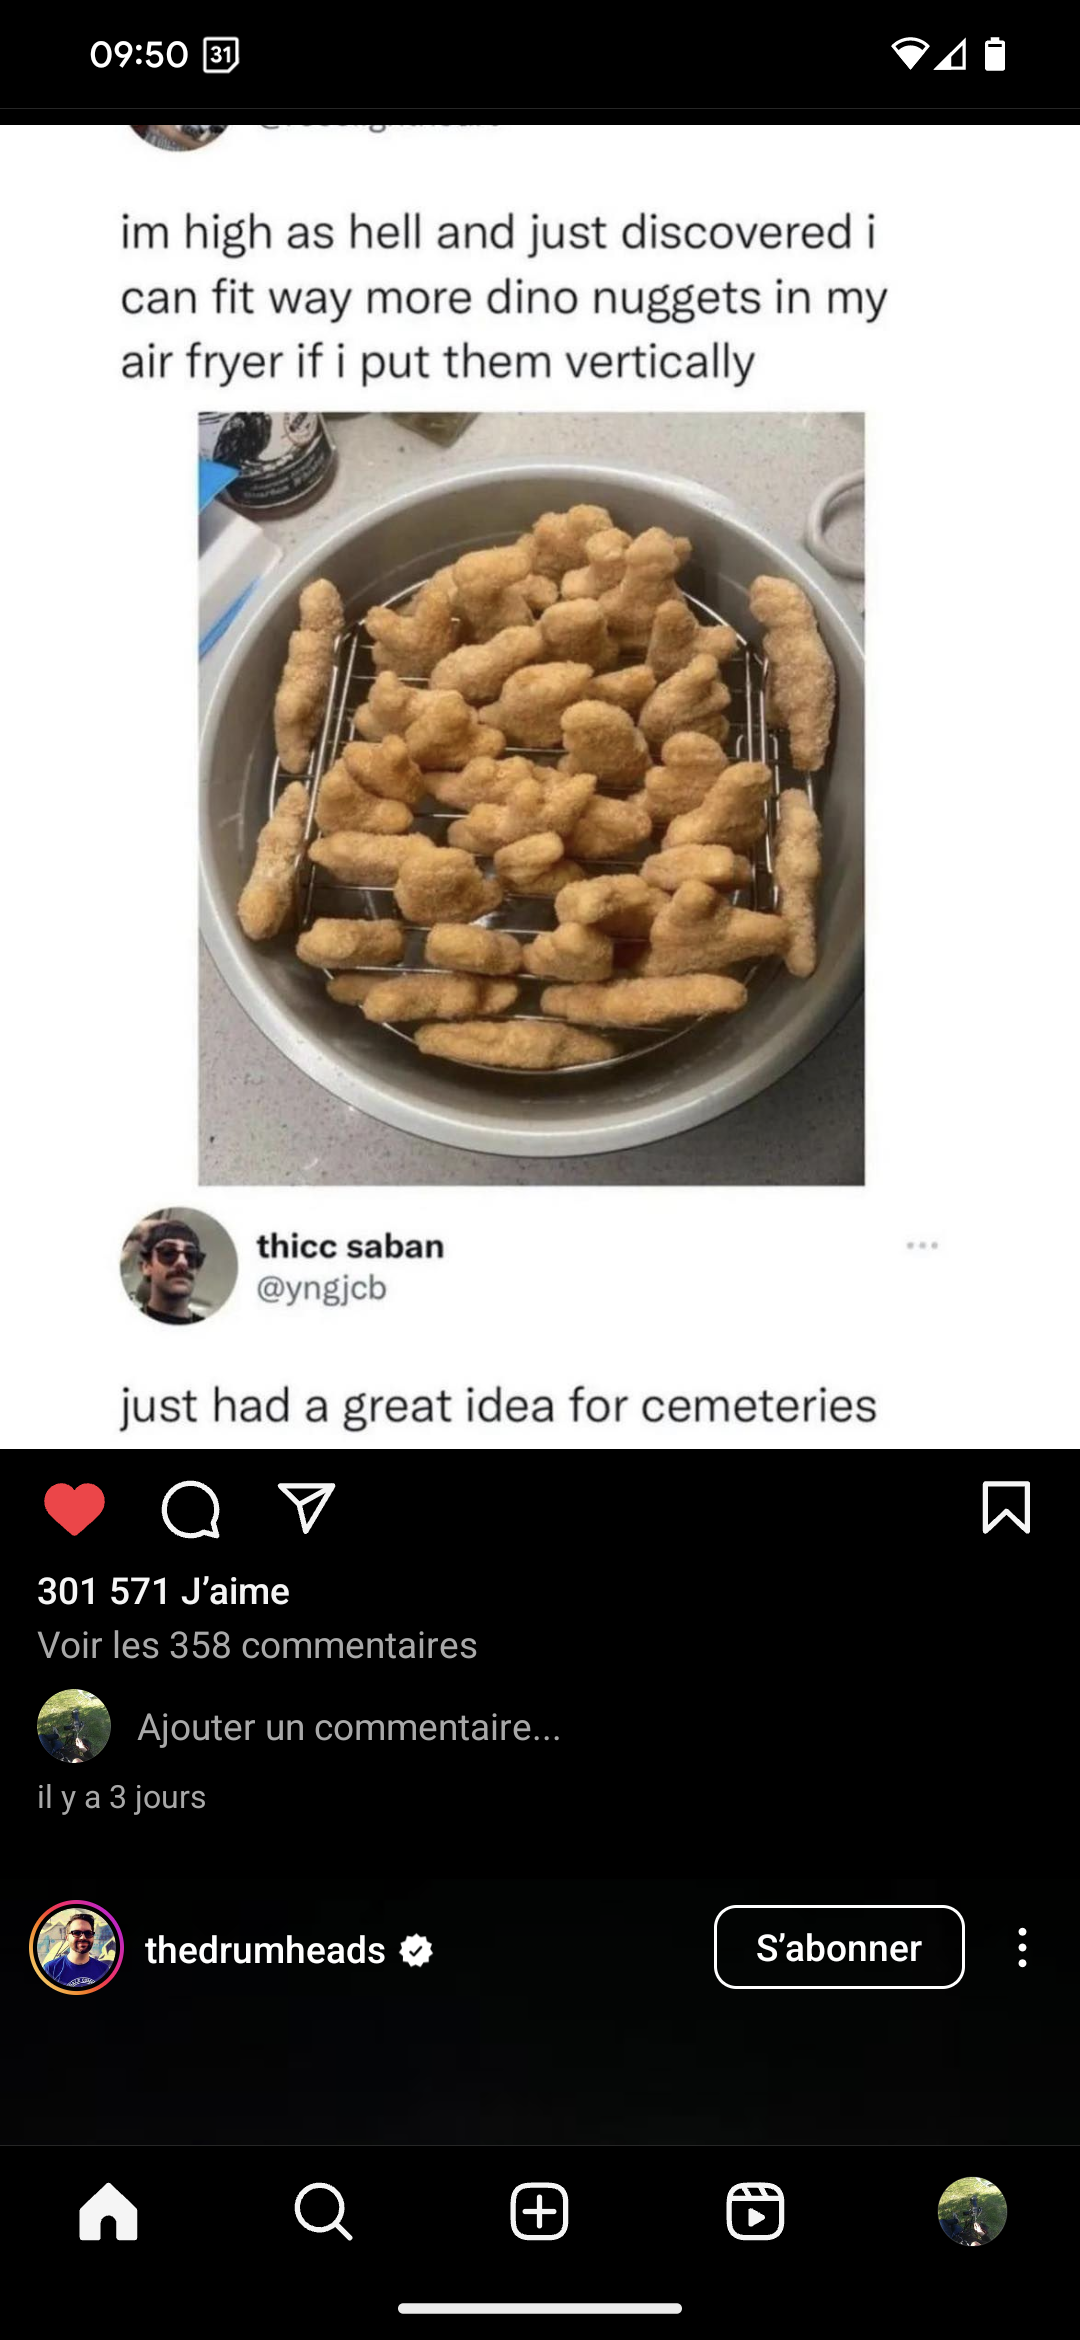 09:50 31
im high as hell and just discovered i
can fit way more dino nuggets in my
air fryer if i put them vertically
thicc saban
@yngjcb
just had a great idea for cemeteries
301 571 J’aime
Voir les 358 commentaires
Ajouter un commentaire...
il y a 3 jours
thedrumheads
S’abonner